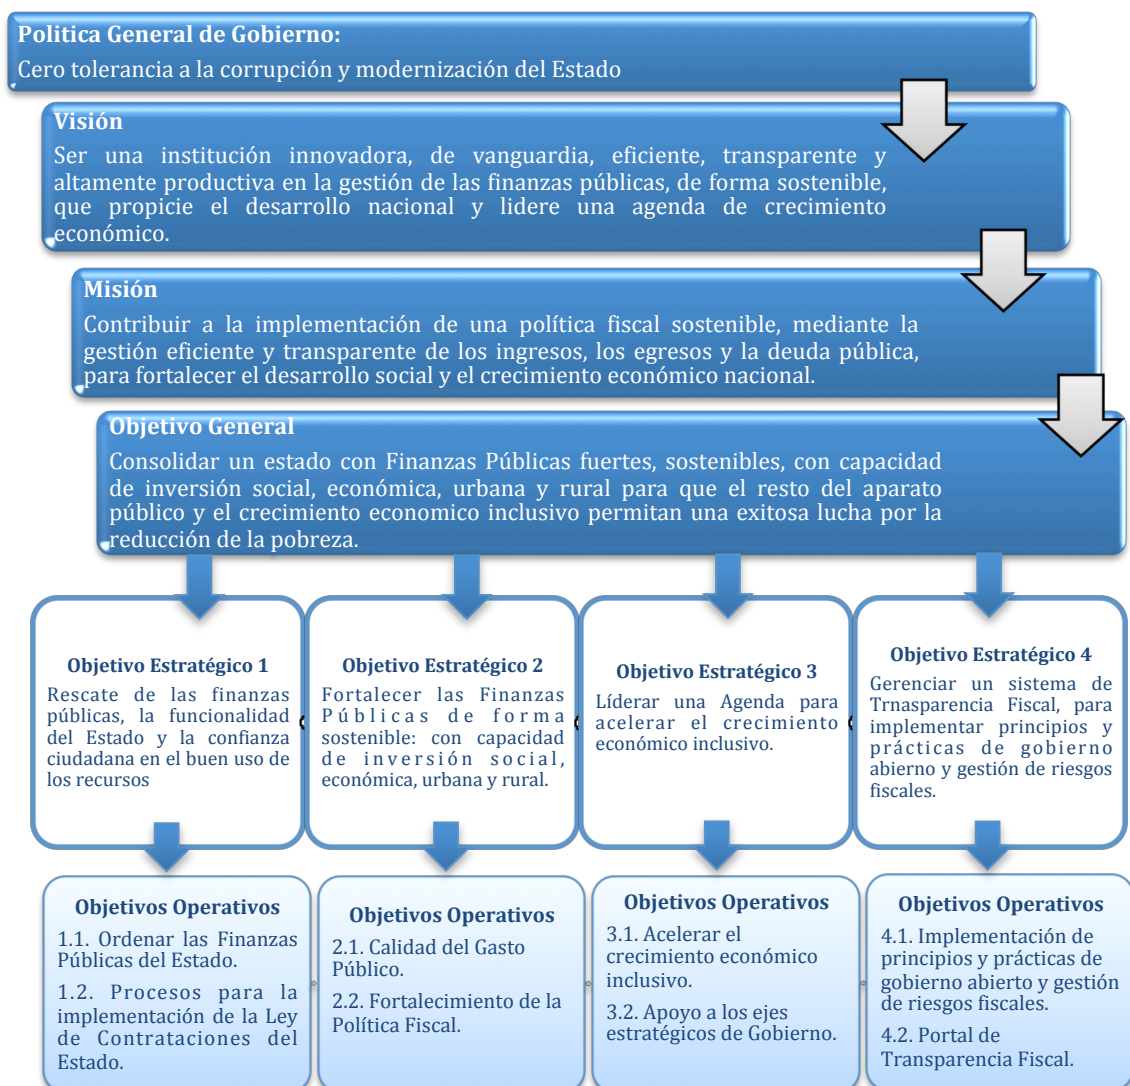 Politica General de Gobierno:
Cero tolerancia a la corrupción y modernización del Estado
Visión
Ser una institución innovadora, de vanguardia, eficiente, transparente y
altamente productiva en la gestión de las finanzas públicas, de forma sostenible,
que propicie el desarrollo nacional y lidere una agenda de crecimiento
económico.
Misión
Contribuir a la implementación de una política fiscal sostenible, mediante la
gestión eficiente y transparente de los ingresos, los egresos y la deuda pública,
para fortalecer el desarrollo social y el crecimiento económico nacional.
Objetivo General
Consolidar un estado con Finanzas Públicas fuertes, sostenibles, con capacidad
de inversión social, económica, urbana y rural para que el resto del aparato
público y el crecimiento economico inclusivo permitan una exitosa lucha por la
reducción de la pobreza.
Objetivo Estratégico 1
Rescate de las finanzas
públicas, la funcionalidad
del Estado y la confianza
ciudadana en el buen uso de
los recursos
Objetivo Estratégico 2
Fortalecer las Finanzas
Públicas de forma
sostenible: con capacidad
de inversión social,
económica, urbana y rural.
Objetivo Estratégico 3
Líderar una Agenda para
acelerar el crecimiento
económico inclusivo.
Objetivo Estratégico 4
Gerenciar un sistema de
Trnasparencia Fiscal, para
implementar principios y
prácticas de gobierno
abierno y gestión de riesgos
fiscales.
Objetivos Operativos
1.1. Ordenar las Finanzas
Públicas del Estado.
1.2. Procesos para la
implementación de la Ley
de Contrataciones del
Estado.
Objetivos Operativos
2.1. Calidad del Gasto
Público.
2.2. Fortalecimiento de la
Política Fiscal.
Objetivos Operativos
3.1. Acelerar el
crecimiento económico
inclusivo.
3.2. Apoyo a los ejes
estratégicos de Gobierno.
Objetivos Operativos
4.1. Implementación de
principios y prácticas de
gobierno abierto y gestión
de riesgos fiscales.
4.2. Portal de
Transparencia Fiscal.